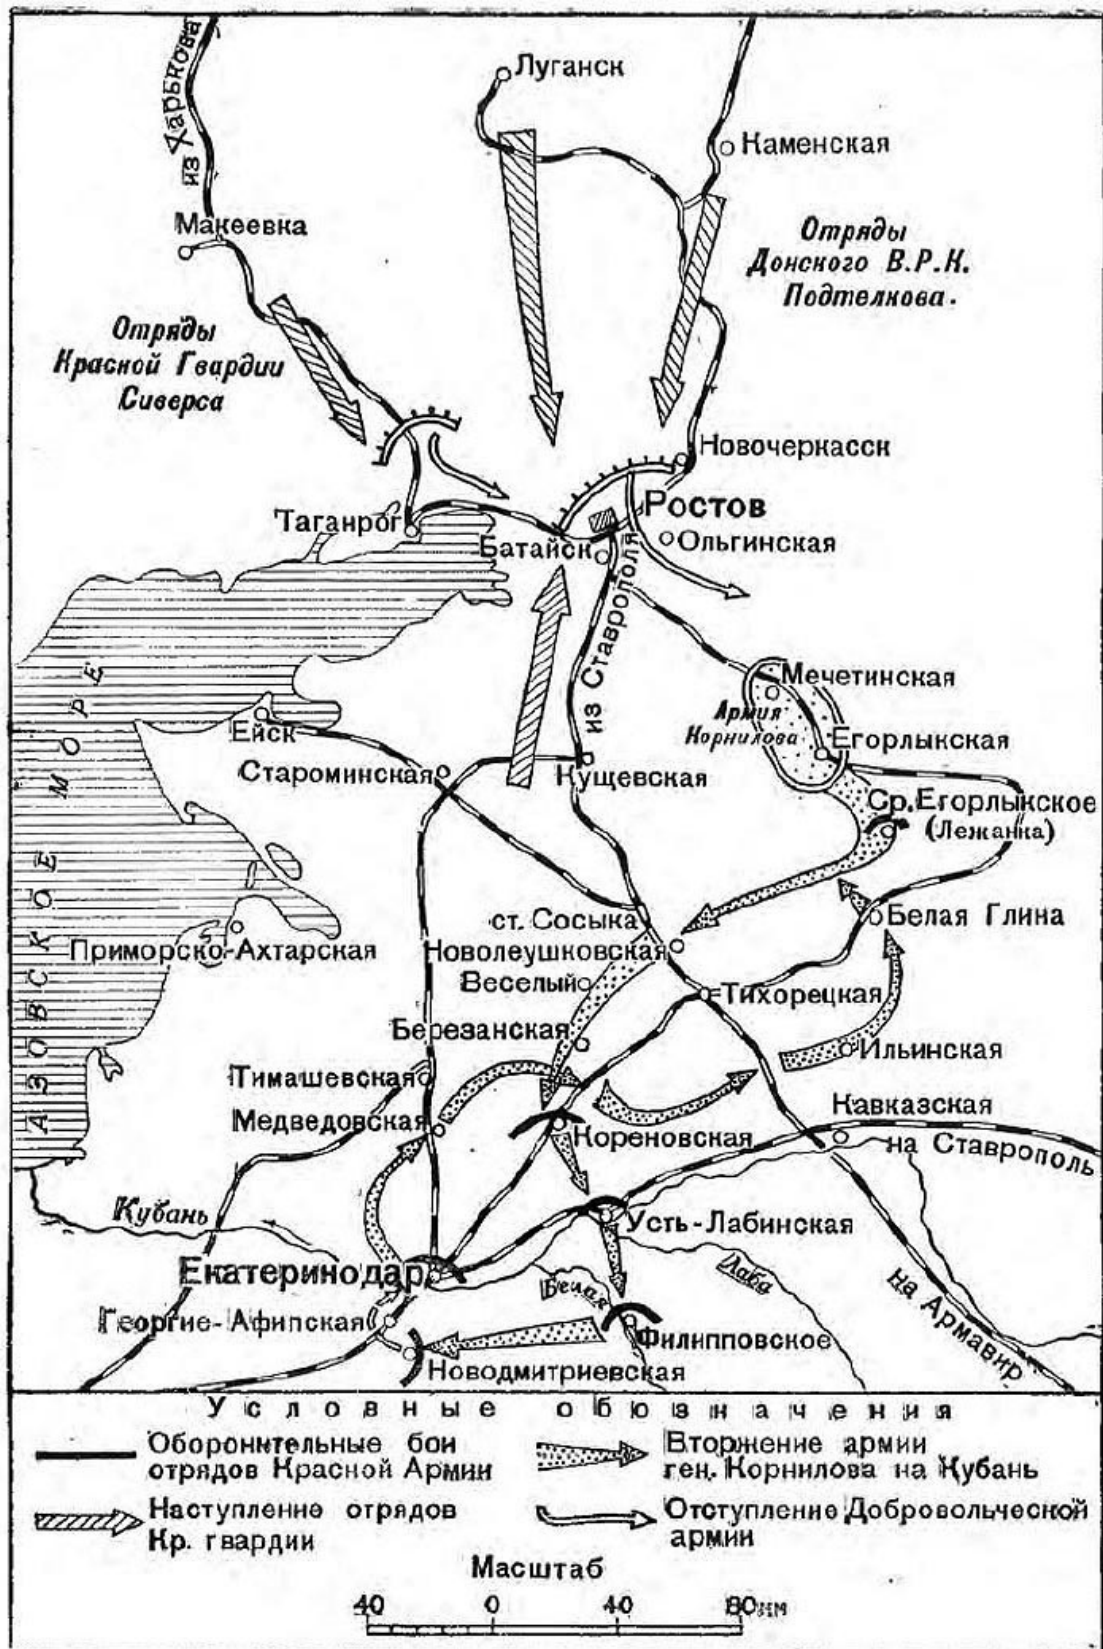 из Харькова
Луганск
Каменская
Макеевка
Отряды
Донского В.Р.К.
Подтелкова.
Отряды
Красной Гвардии
Сиверса
Новочеркасск
Ростов
Таганрог
Батайск
Ольгинская
из Ставрополя
Мечетинская
Армия
Корнилова
Егорлыкская
АЗОВСКОЕ МОРЕ
Ейск
Староминская
Кущевская
Ср. Егорлыкское
(Лежанка)
ст. Сосыка
Белая Глина
Новолеушковская
Приморско-Ахтарская
Веселый
Тихорецкая
Березанская
Ильинская
Тимашевская
Медведовская
Кореновская
Кавказская
на Ставрополь
Кубань
Усть-Лабинская
Екатеринодар
Белая
Лаба
на Армавир
Георгие-Афипская
Филипповское
Новодмитриевская
Условные обозначения
Оборонительные бои
отрядов Красной Армии
Вторжение армии
ген. Корнилова на Кубань
Наступление отрядов
Кр. гвардии
Отступление Добровольческой
армии
Масштаб
40 0 40 80 км